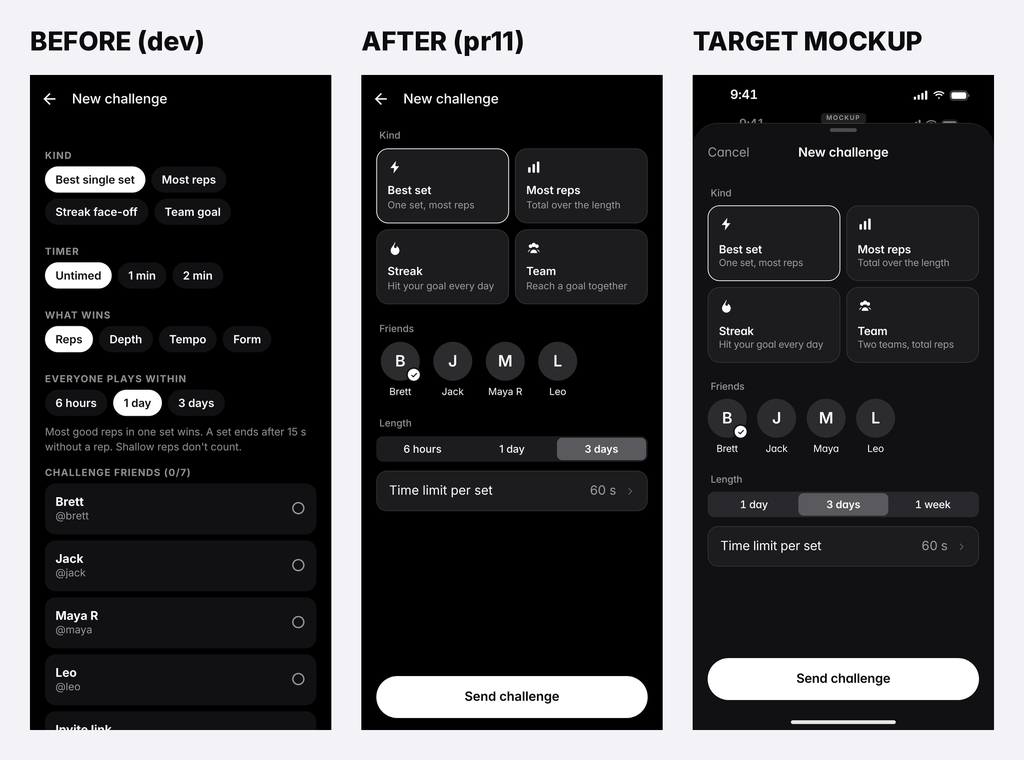 BEFORE (dev)
New challenge
KIND
Best single set
Most reps
Streak face-off
Team goal
TIMER
Untimed
1 min
2 min
WHAT WINS
Reps
Depth
Tempo
Form
EVERYONE PLAYS WITHIN
6 hours
1 day
3 days
Most good reps in one set wins. A set ends after 15 s
without a rep. Shallow reps don't count.
CHALLENGE FRIENDS (0/7)
Brett
@brett
Jack
@jack
Maya R
@maya
Leo
@leo
Invite link
AFTER (pr11)
New challenge
Kind
Best set
One set, most reps
Most reps
Total over the length
Streak
Hit your goal every day
Team
Reach a goal together
Friends
B
J
M
L
Brett
Jack
Maya R
Leo
Length
6 hours
1 day
3 days
Time limit per set
60 s
Send challenge
TARGET MOCKUP
9:41
9:41
MOCKUP
Cancel
New challenge
Kind
Best set
One set, most reps
Most reps
Total over the length
Streak
Hit your goal every day
Team
Two teams, total reps
Friends
B
J
M
L
Brett
Jack
Maya
Leo
Length
1 day
3 days
1 week
Time limit per set
60 s
Send challenge